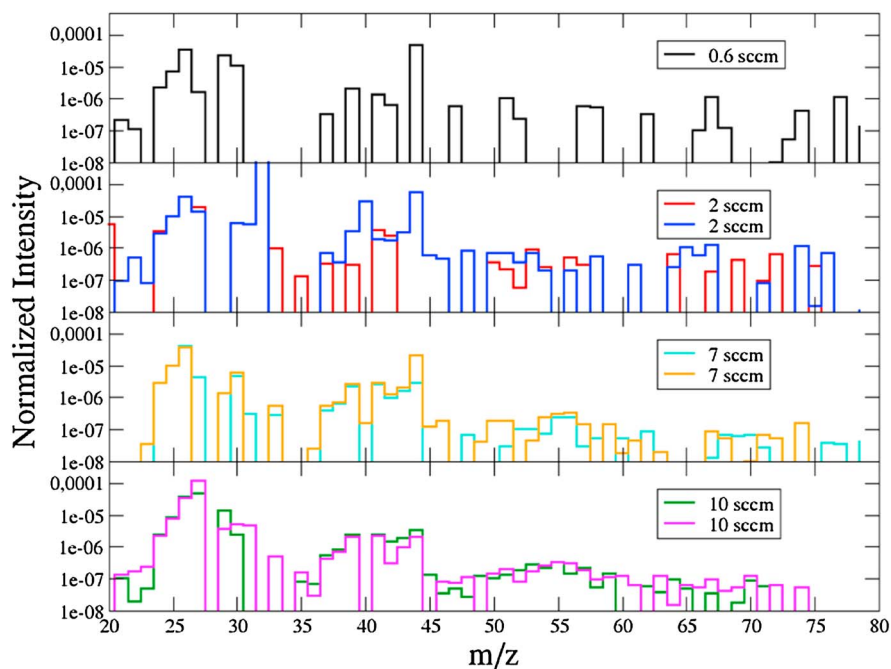 0,0001
1e-05
1e-06
1e-07
1e-08
0.6 sccm
0,0001
1e-05
1e-06
1e-07
1e-08
2 sccm
2 sccm
0,0001
1e-05
1e-06
1e-07
1e-08
7 sccm
7 sccm
0,0001
1e-05
1e-06
1e-07
1e-08
10 sccm
10 sccm
Normalized Intensity
20 25 30 35 40 45 50 55 60 65 70 75 80
m/z